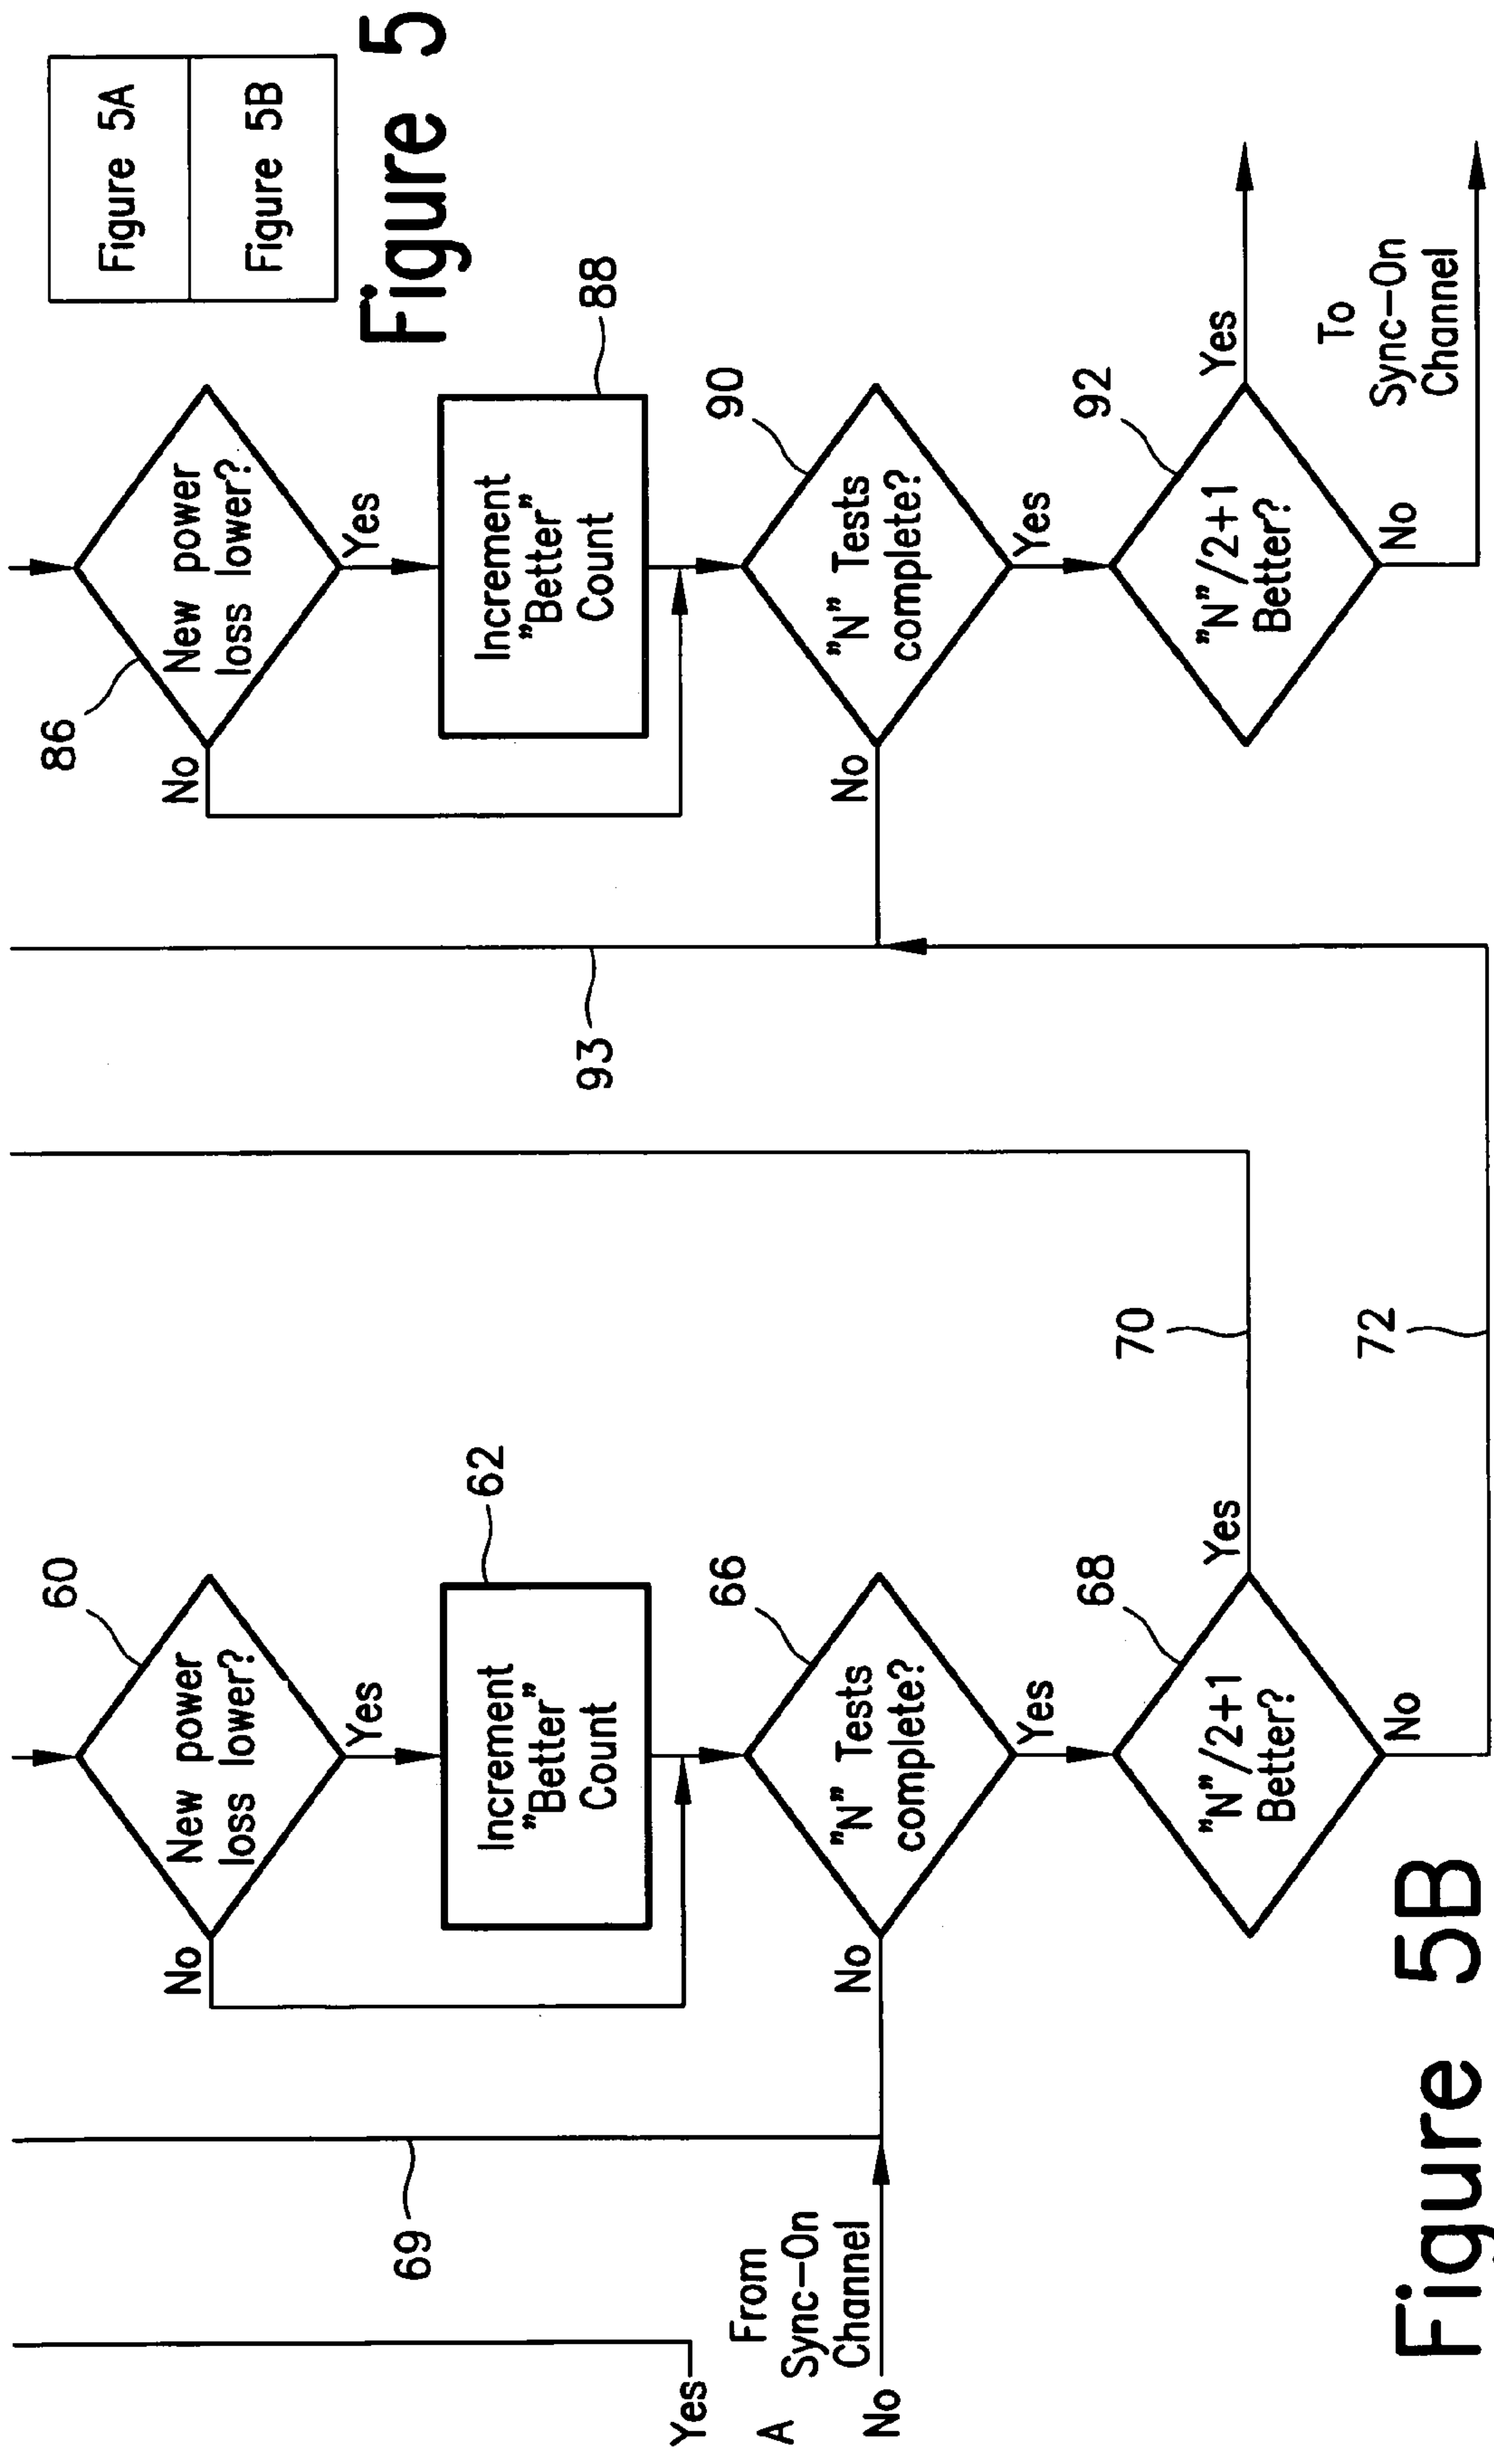 60
New power
loss lower?
No
Yes
62
Increment
"Better"
Count
66
"N" Tests
complete?
No
Yes
68
"N"/2+1
Better?
Yes
No
69
Yes
A
From
Sync-On
Channel
No
70
72
93
86
New power
loss lower?
No
Yes
88
Increment
"Better"
Count
90
"N" Tests
complete?
No
Yes
92
"N"/2+1
Better?
Yes
No
To
Sync-On
Channel
Figure 5A
Figure 5B
Figure 5
Figure 5B